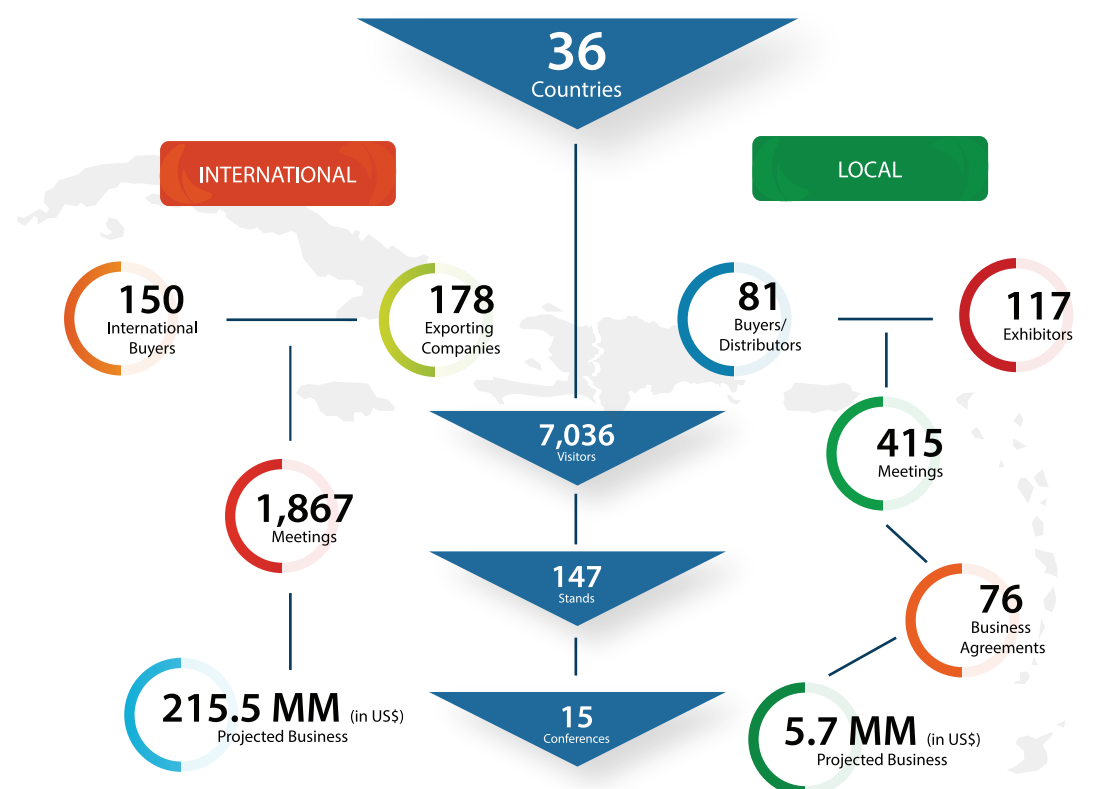 36
Countries
INTERNATIONAL
LOCAL
150
International
Buyers
178
Exporting
Companies
81
Buyers/
Distributors
117
Exhibitors
7,036
Visitors
415
Meetings
1,867
Meetings
147
Stands
76
Business
Agreements
215.5 MM (in US$)
Projected Business
15
Conferences
5.7 MM (in US$)
Projected Business